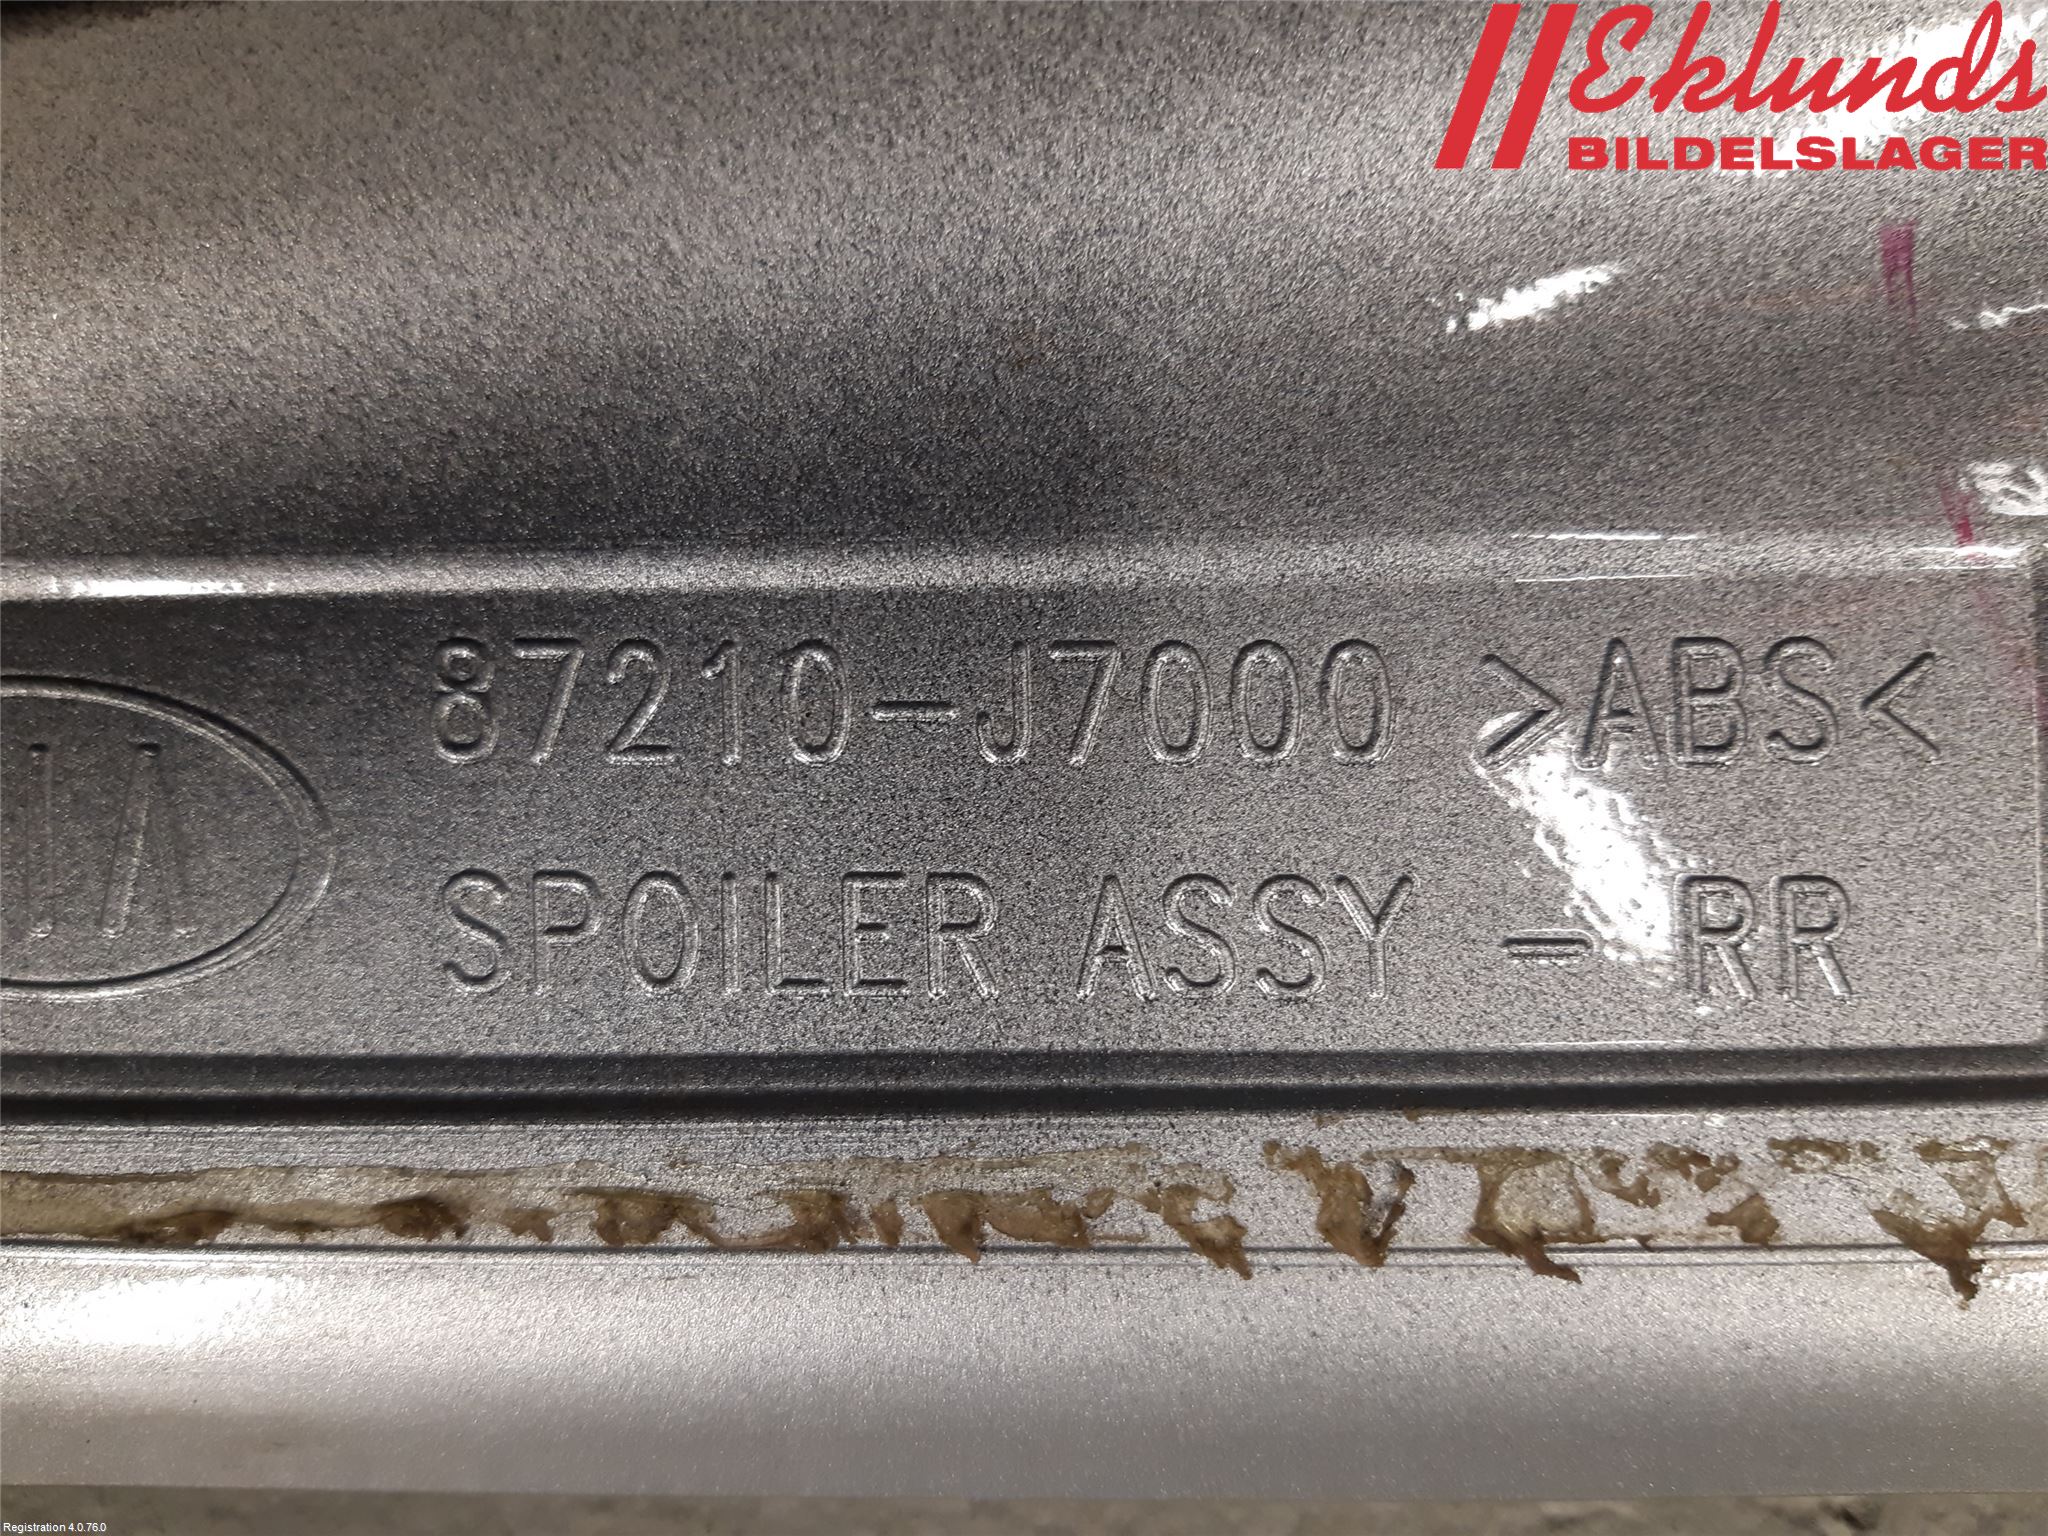 Eklunds
BILDELSLAGER
87210-J7000 >ABS<
SPOILER ASSY - RR
Registration 4.0.76.0